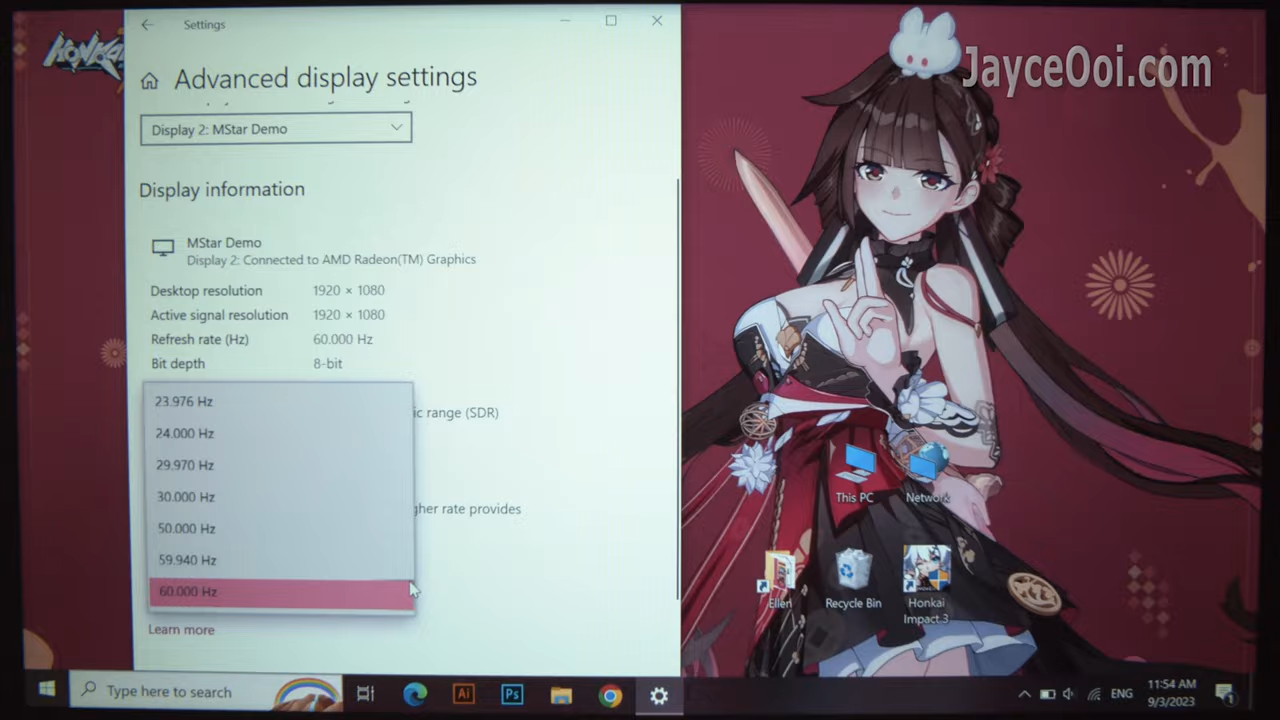 Settings
HONKAI
JayceOoi.com
Advanced display settings
Display 2: MStar Demo
Display information
MStar Demo
Display 2: Connected to AMD Radeon(TM) Graphics
Desktop resolution 1920 × 1080
Active signal resolution 1920 × 1080
Refresh rate (Hz) 60.000 Hz
Bit depth 8-bit
23.976 Hz
ic range (SDR)
24.000 Hz
29.970 Hz
30.000 Hz
gher rate provides
50.000 Hz
59.940 Hz
60.000 Hz
Learn more
This PC
Network
Ellen
Recycle Bin
Honkai
Impact 3
Type here to search
Ai
Ps
ENG
11:54 AM
9/3/2023
1